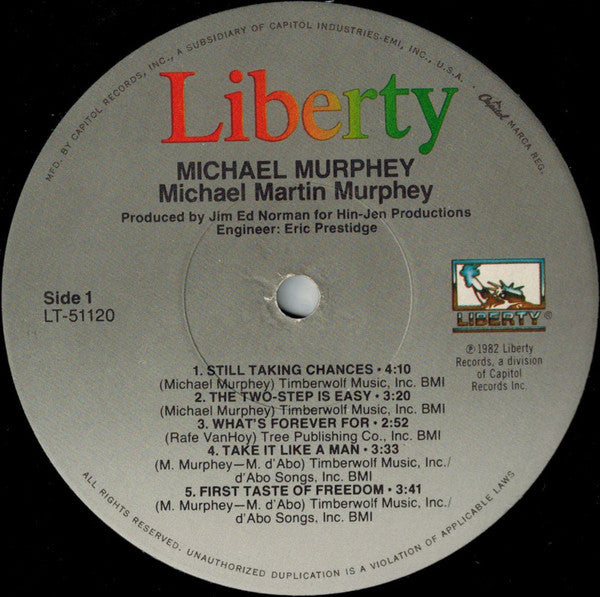 MFD. BY CAPITOL RECORDS, INC., A SUBSIDIARY OF CAPITOL INDUSTRIES-EMI, INC., U.S.A. • Capitol MARCA REG.
Liberty
MICHAEL MURPHEY
Michael Martin Murphey
Produced by Jim Ed Norman for Hin-Jen Productions
Engineer: Eric Prestidge
Side 1
LT-51120
LIBERTY®
℗ 1982 Liberty
Records, a division
of Capitol
Records Inc.
1. STILL TAKING CHANCES • 4:10
(Michael Murphey) Timberwolf Music, Inc. BMI
2. THE TWO-STEP IS EASY • 3:20
(Michael Murphey) Timberwolf Music, Inc. BMI
3. WHAT'S FOREVER FOR • 2:52
(Rafe VanHoy) Tree Publishing Co., Inc. BMI
4. TAKE IT LIKE A MAN • 3:33
(M. Murphey—M. d'Abo) Timberwolf Music, Inc./
d'Abo Songs, Inc. BMI
5. FIRST TASTE OF FREEDOM • 3:41
(M. Murphey—M. d'Abo) Timberwolf Music, Inc./
d'Abo Songs, Inc. BMI
ALL RIGHTS RESERVED. UNAUTHORIZED DUPLICATION IS A VIOLATION OF APPLICABLE LAWS